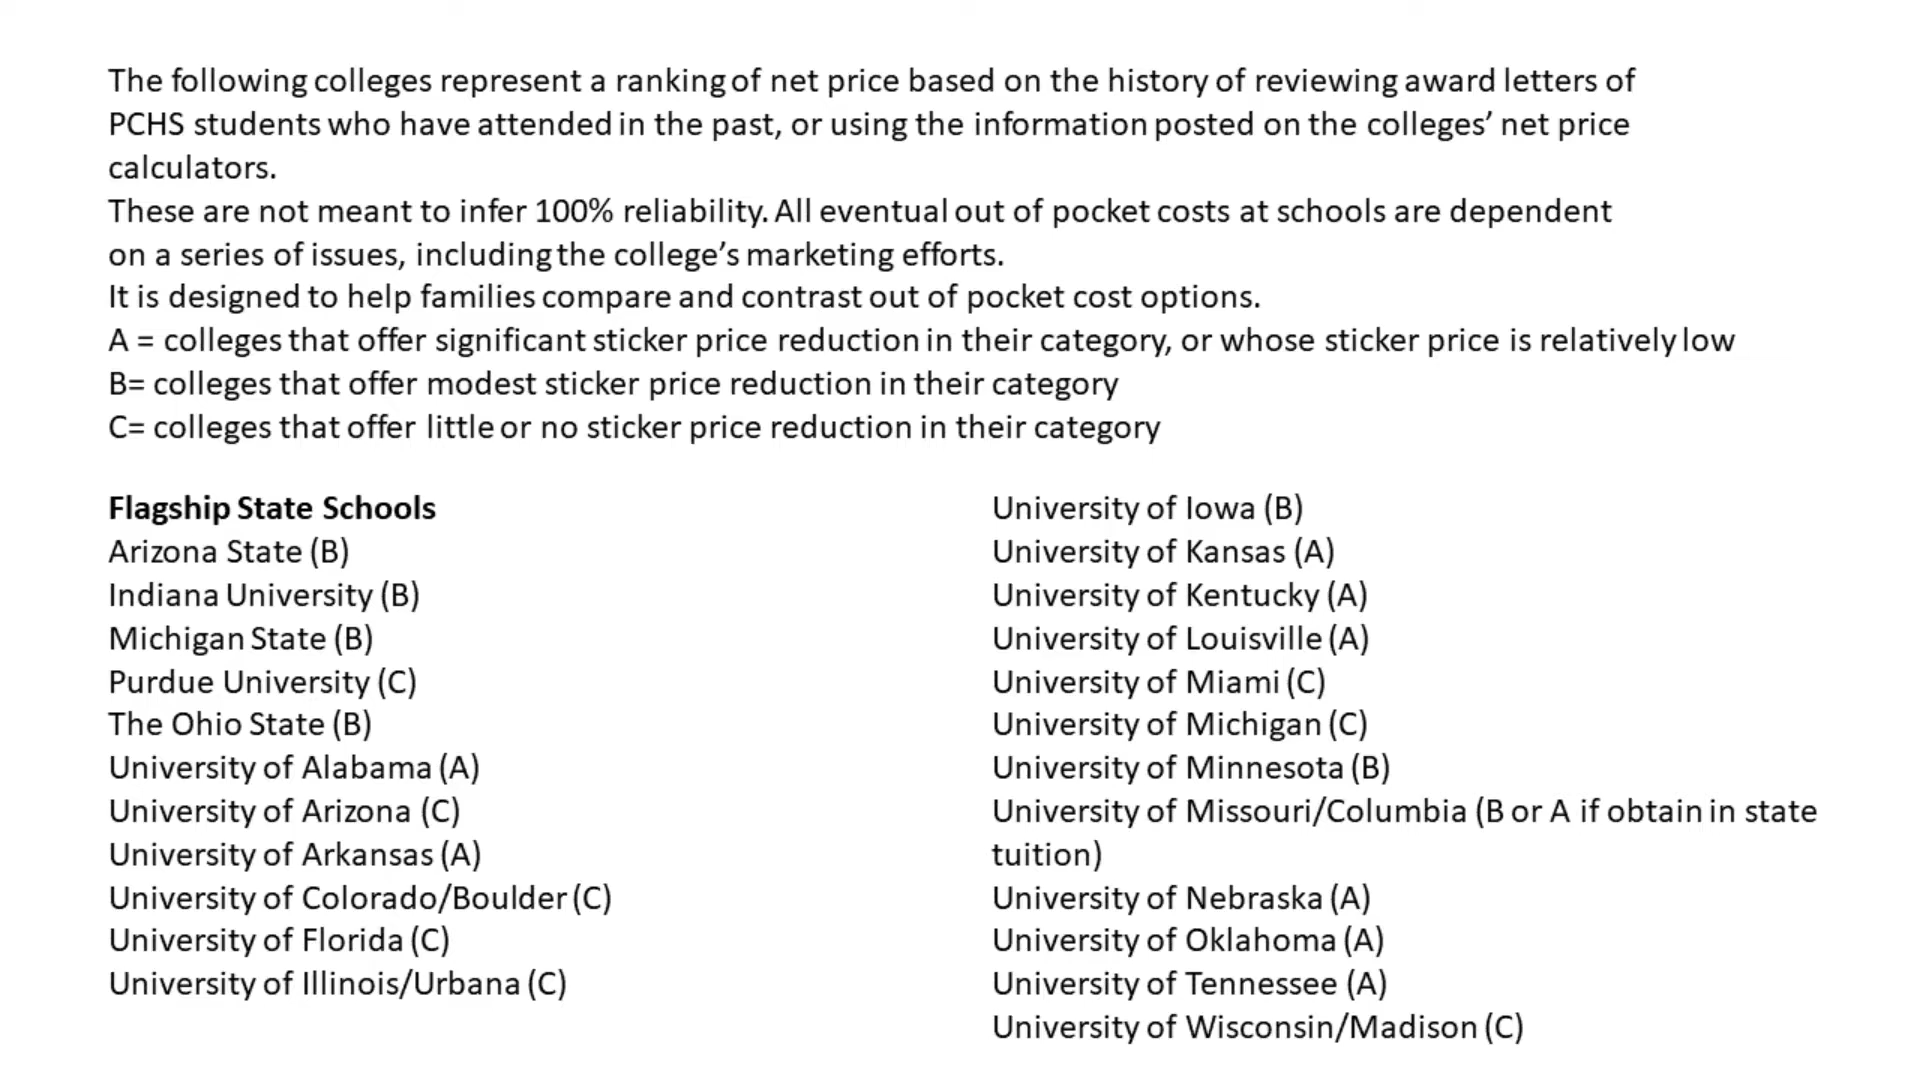 The following colleges represent a ranking of net price based on the history of reviewing award letters of
PCHS students who have attended in the past, or using the information posted on the colleges’ net price
calculators.
These are not meant to infer 100% reliability. All eventual out of pocket costs at schools are dependent
on a series of issues, including the college’s marketing efforts.
It is designed to help families compare and contrast out of pocket cost options.
A = colleges that offer significant sticker price reduction in their category, or whose sticker price is relatively low
B= colleges that offer modest sticker price reduction in their category
C= colleges that offer little or no sticker price reduction in their category
Flagship State Schools
Arizona State (B)
Indiana University (B)
Michigan State (B)
Purdue University (C)
The Ohio State (B)
University of Alabama (A)
University of Arizona (C)
University of Arkansas (A)
University of Colorado/Boulder (C)
University of Florida (C)
University of Illinois/Urbana (C)
University of Iowa (B)
University of Kansas (A)
University of Kentucky (A)
University of Louisville (A)
University of Miami (C)
University of Michigan (C)
University of Minnesota (B)
University of Missouri/Columbia (B or A if obtain in state
tuition)
University of Nebraska (A)
University of Oklahoma (A)
University of Tennessee (A)
University of Wisconsin/Madison (C)